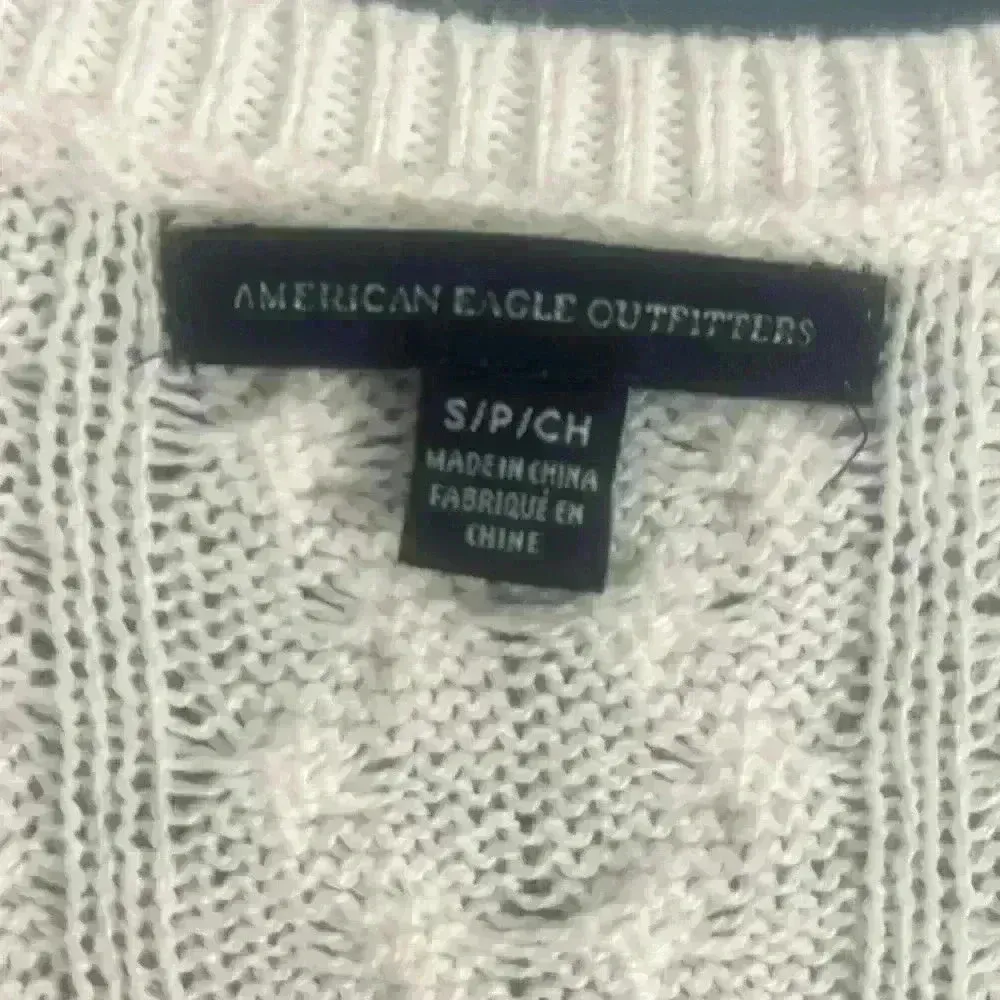 AMERICAN EAGLE OUTFITTERS
S/P/CH
MADE IN CHINA
FABRIQUÉ EN
CHINE